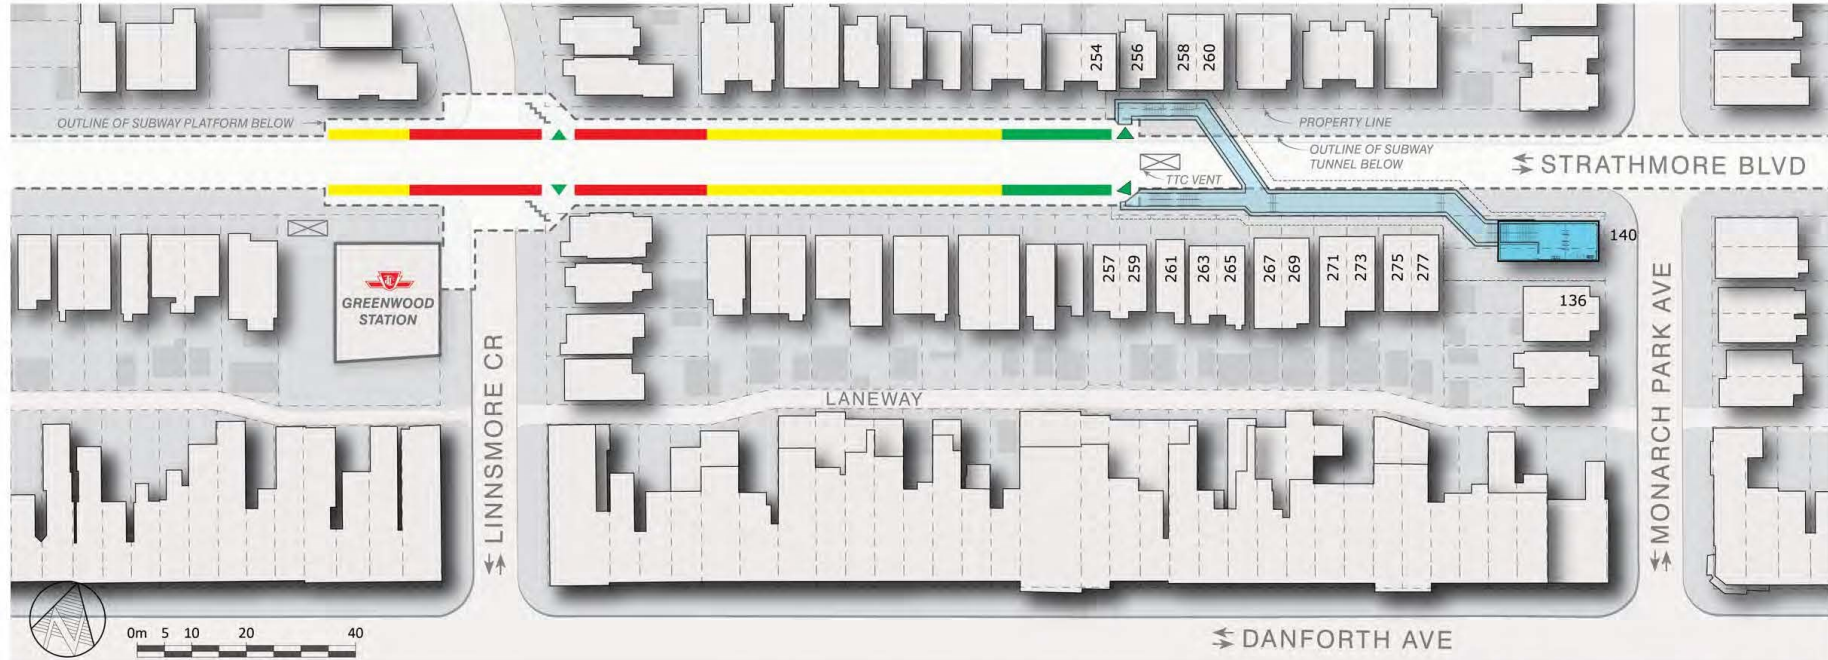 254
256
258
260
OUTLINE OF SUBWAY PLATFORM BELOW
PROPERTY LINE
OUTLINE OF SUBWAY
TUNNEL BELOW
STRATHMORE BLVD
TTC VENT
140
257
259
261
263
265
267
269
271
273
275
277
GREENWOOD
STATION
136
LINNSMORE CR
MONARCH PARK AVE
LANEWAY
N
0m 5 10 20 40
DANFORTH AVE